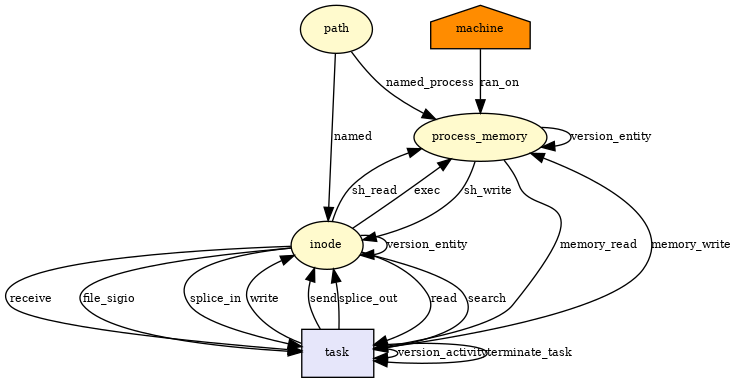 path
machine
named_process
ran_on
process_memory
version_entity
named
sh_read
exec
sh_write
inode
version_entity
memory_read
memory_write
receive
file_sigio
splice_in
write
send
splice_out
read
search
task
version_activity
terminate_task